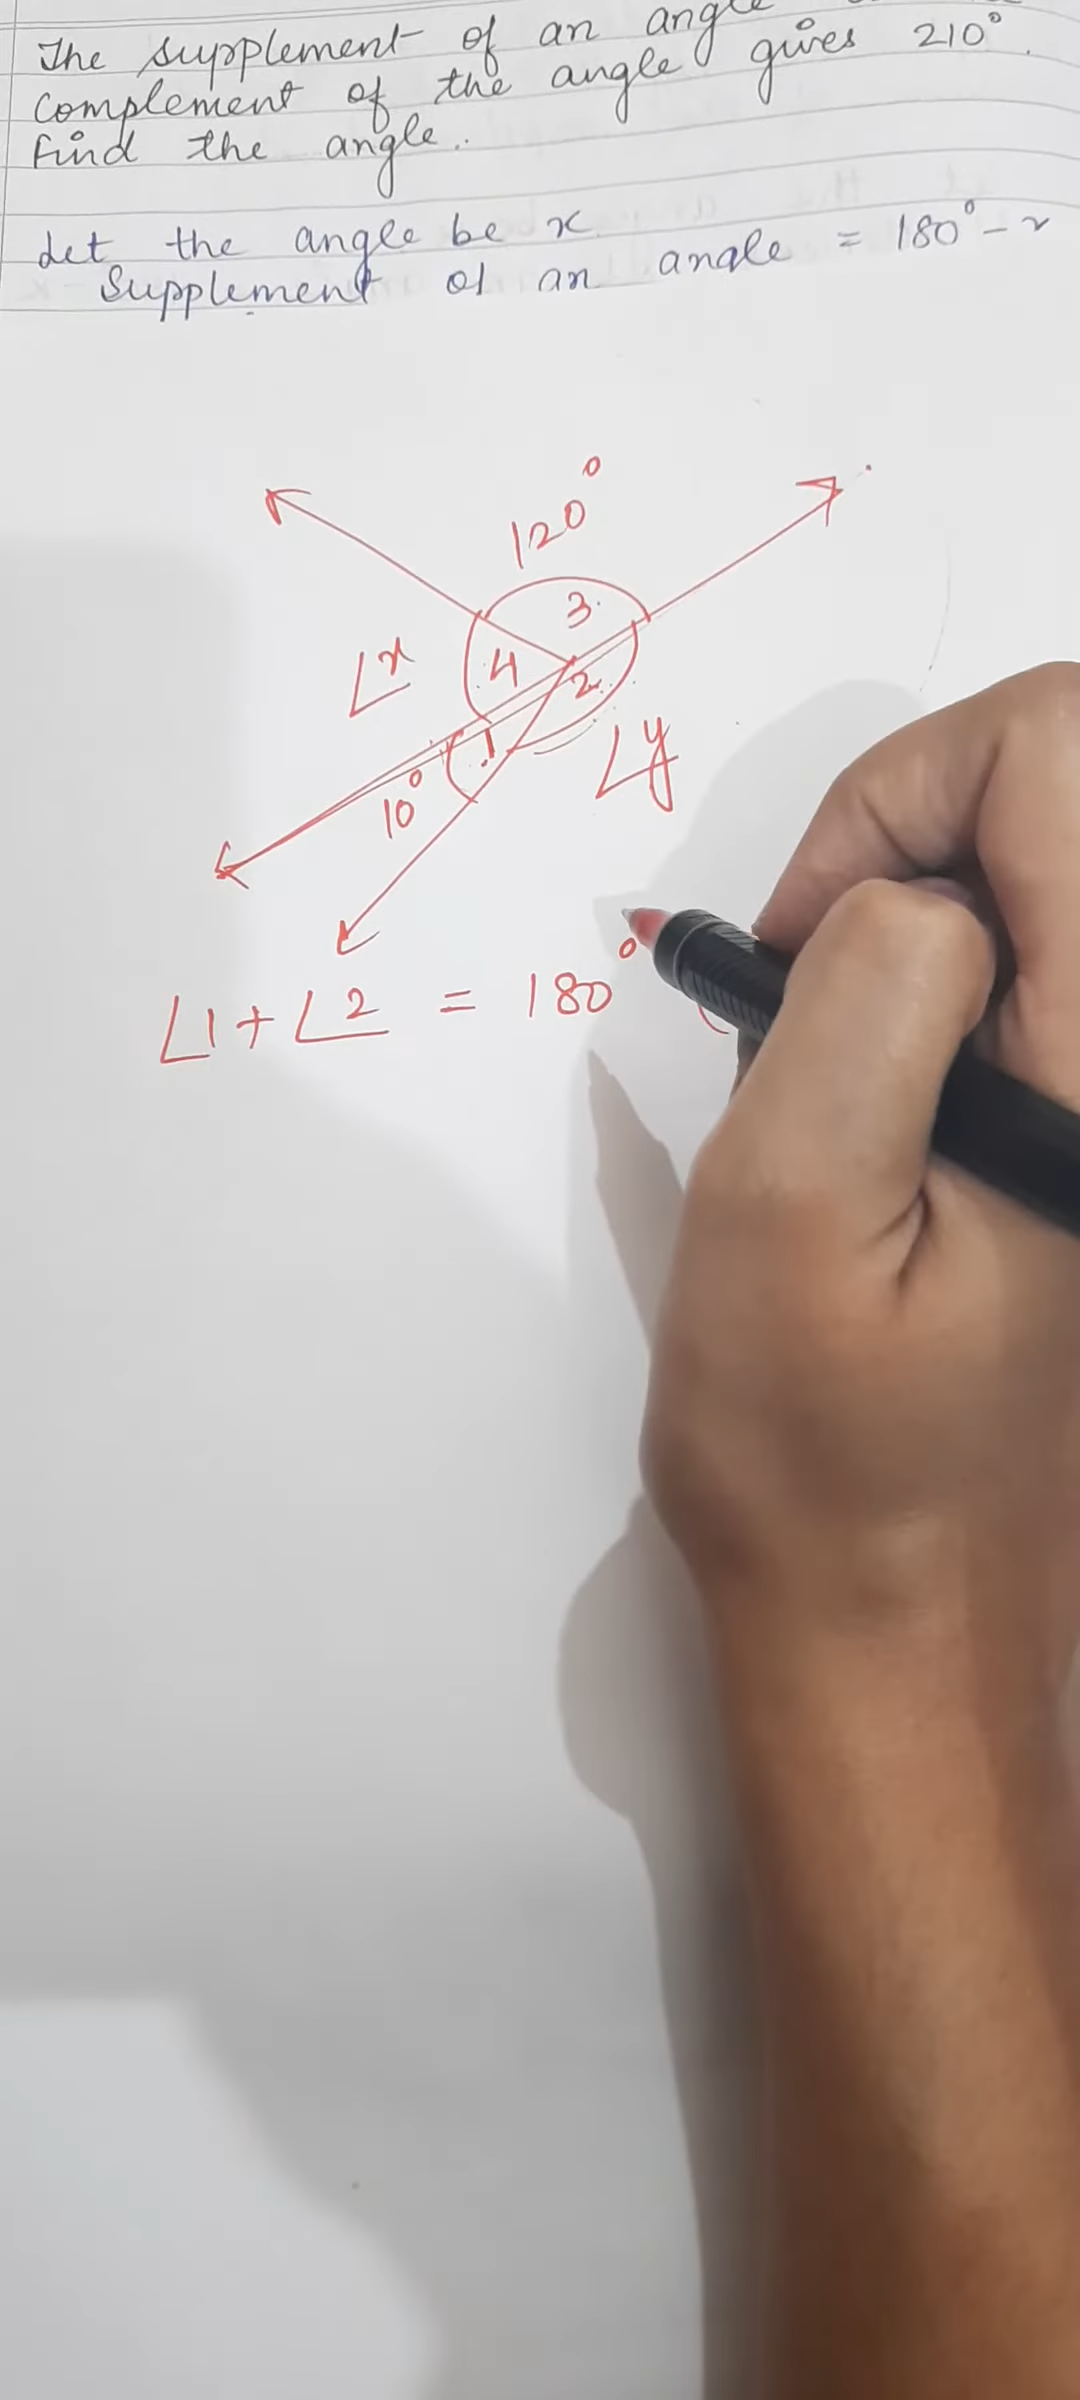 The supplement of an angle
complement of the angle gives 210°.
Find the angle.
Let the angle be x
Supplement of an angle = 180° - x
120°
3
∠x
4
2
1
∠y
10°
∠1 + ∠2 = 180° (